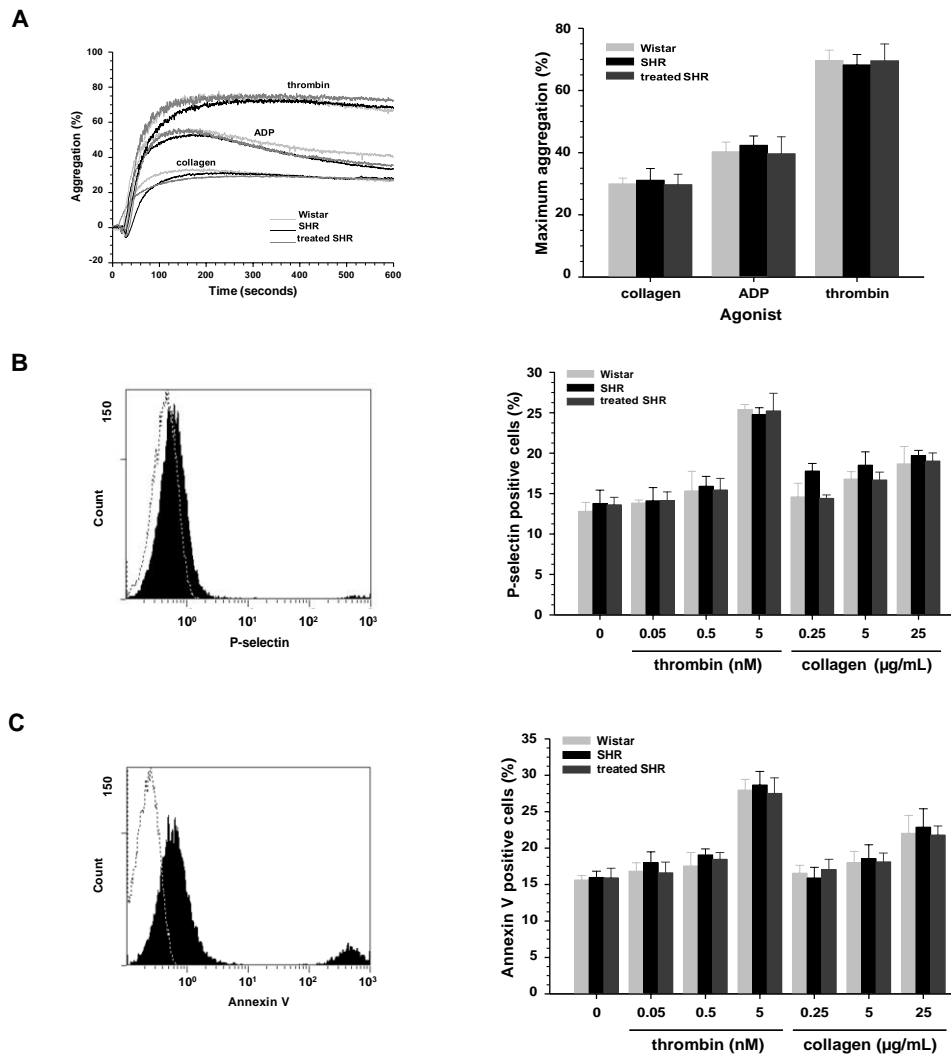 A
100
80
60
40
20
0
-20
Aggregation (%)
thrombin
ADP
collagen
Wistar
SHR
treated SHR
0 100 200 300 400 500 600
Time (seconds)
80
60
40
20
0
Maximum aggregation (%)
Wistar
SHR
treated SHR
collagen ADP thrombin
Agonist
B
150
Count
10⁰ 10¹ 10² 10³
P-selectin
30
25
20
15
10
5
0
P-selectin positive cells (%)
Wistar
SHR
treated SHR
0 0.05 0.5 5 0.25 5 25
thrombin (nM) collagen (µg/mL)
C
150
Count
10⁰ 10¹ 10² 10³
Annexin V
35
30
25
20
15
10
5
0
Annexin V positive cells (%)
Wistar
SHR
treated SHR
0 0.05 0.5 5 0.25 5 25
thrombin (nM) collagen (µg/mL)